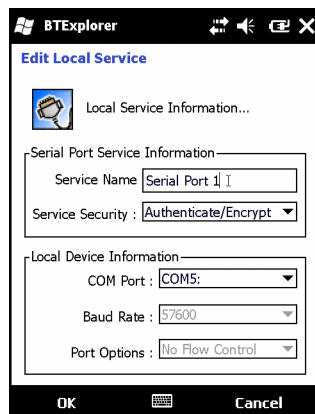 BTExplorer
Edit Local Service
Local Service Information...
Serial Port Service Information
Service Name Serial Port 1
Service Security : Authenticate/Encrypt
Local Device Information
COM Port : COM5:
Baud Rate : 57600
Port Options : No Flow Control
OK Cancel